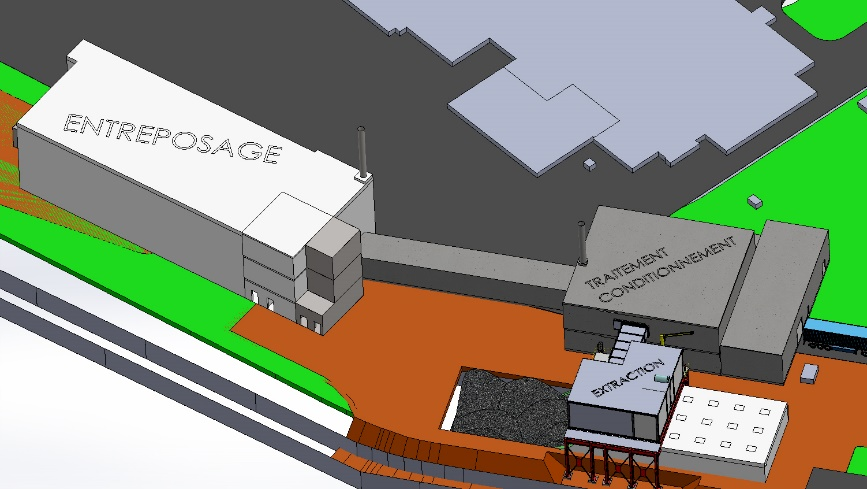 ENTREPOSAGE
TRAITEMENT
CONDITIONNEMENT
EXTRACTION